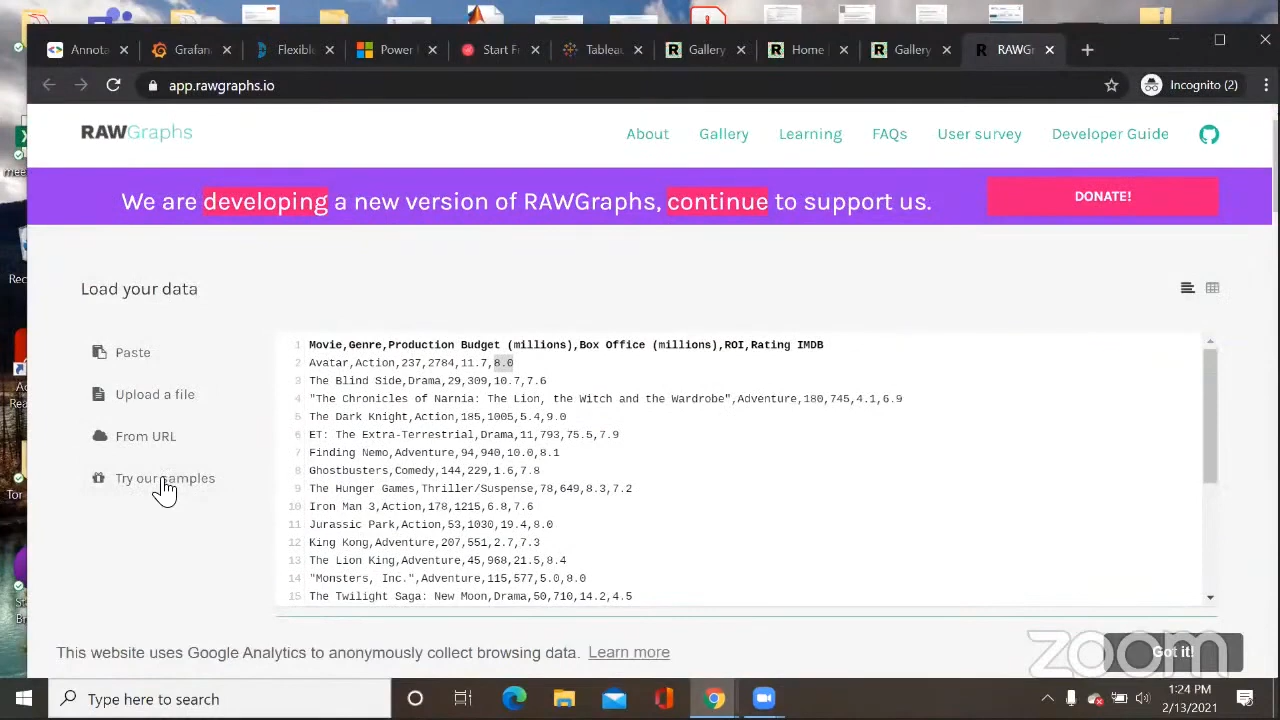 Annota
Grafan
Flexible
Power
Start Fr
Tableau
Gallery
Home
Gallery
RAWGr
app.rawgraphs.io
Incognito (2)
RAWGraphs
About
Gallery
Learning
FAQs
User survey
Developer Guide
We are developing a new version of RAWGraphs, continue to support us.
DONATE!
Load your data
Paste
Upload a file
From URL
Try our samples
1 Movie,Genre,Production Budget (millions),Box Office (millions),ROI,Rating IMDB
2 Avatar,Action,237,2784,11.7,8.0
3 The Blind Side,Drama,29,309,10.7,7.6
4 "The Chronicles of Narnia: The Lion, the Witch and the Wardrobe",Adventure,180,745,4.1,6.9
5 The Dark Knight,Action,185,1005,5.4,9.0
6 ET: The Extra-Terrestrial,Drama,11,793,75.5,7.9
7 Finding Nemo,Adventure,94,940,10.0,8.1
8 Ghostbusters,Comedy,144,229,1.6,7.8
9 The Hunger Games,Thriller/Suspense,78,649,8.3,7.2
10 Iron Man 3,Action,178,1215,6.8,7.6
11 Jurassic Park,Action,53,1030,19.4,8.0
12 King Kong,Adventure,207,551,2.7,7.3
13 The Lion King,Adventure,45,968,21.5,8.4
14 "Monsters, Inc.",Adventure,115,577,5.0,8.0
15 The Twilight Saga: New Moon,Drama,50,710,14.2,4.5
This website uses Google Analytics to anonymously collect browsing data. Learn more
Got it!
zoom
Type here to search
1:24 PM
2/13/2021